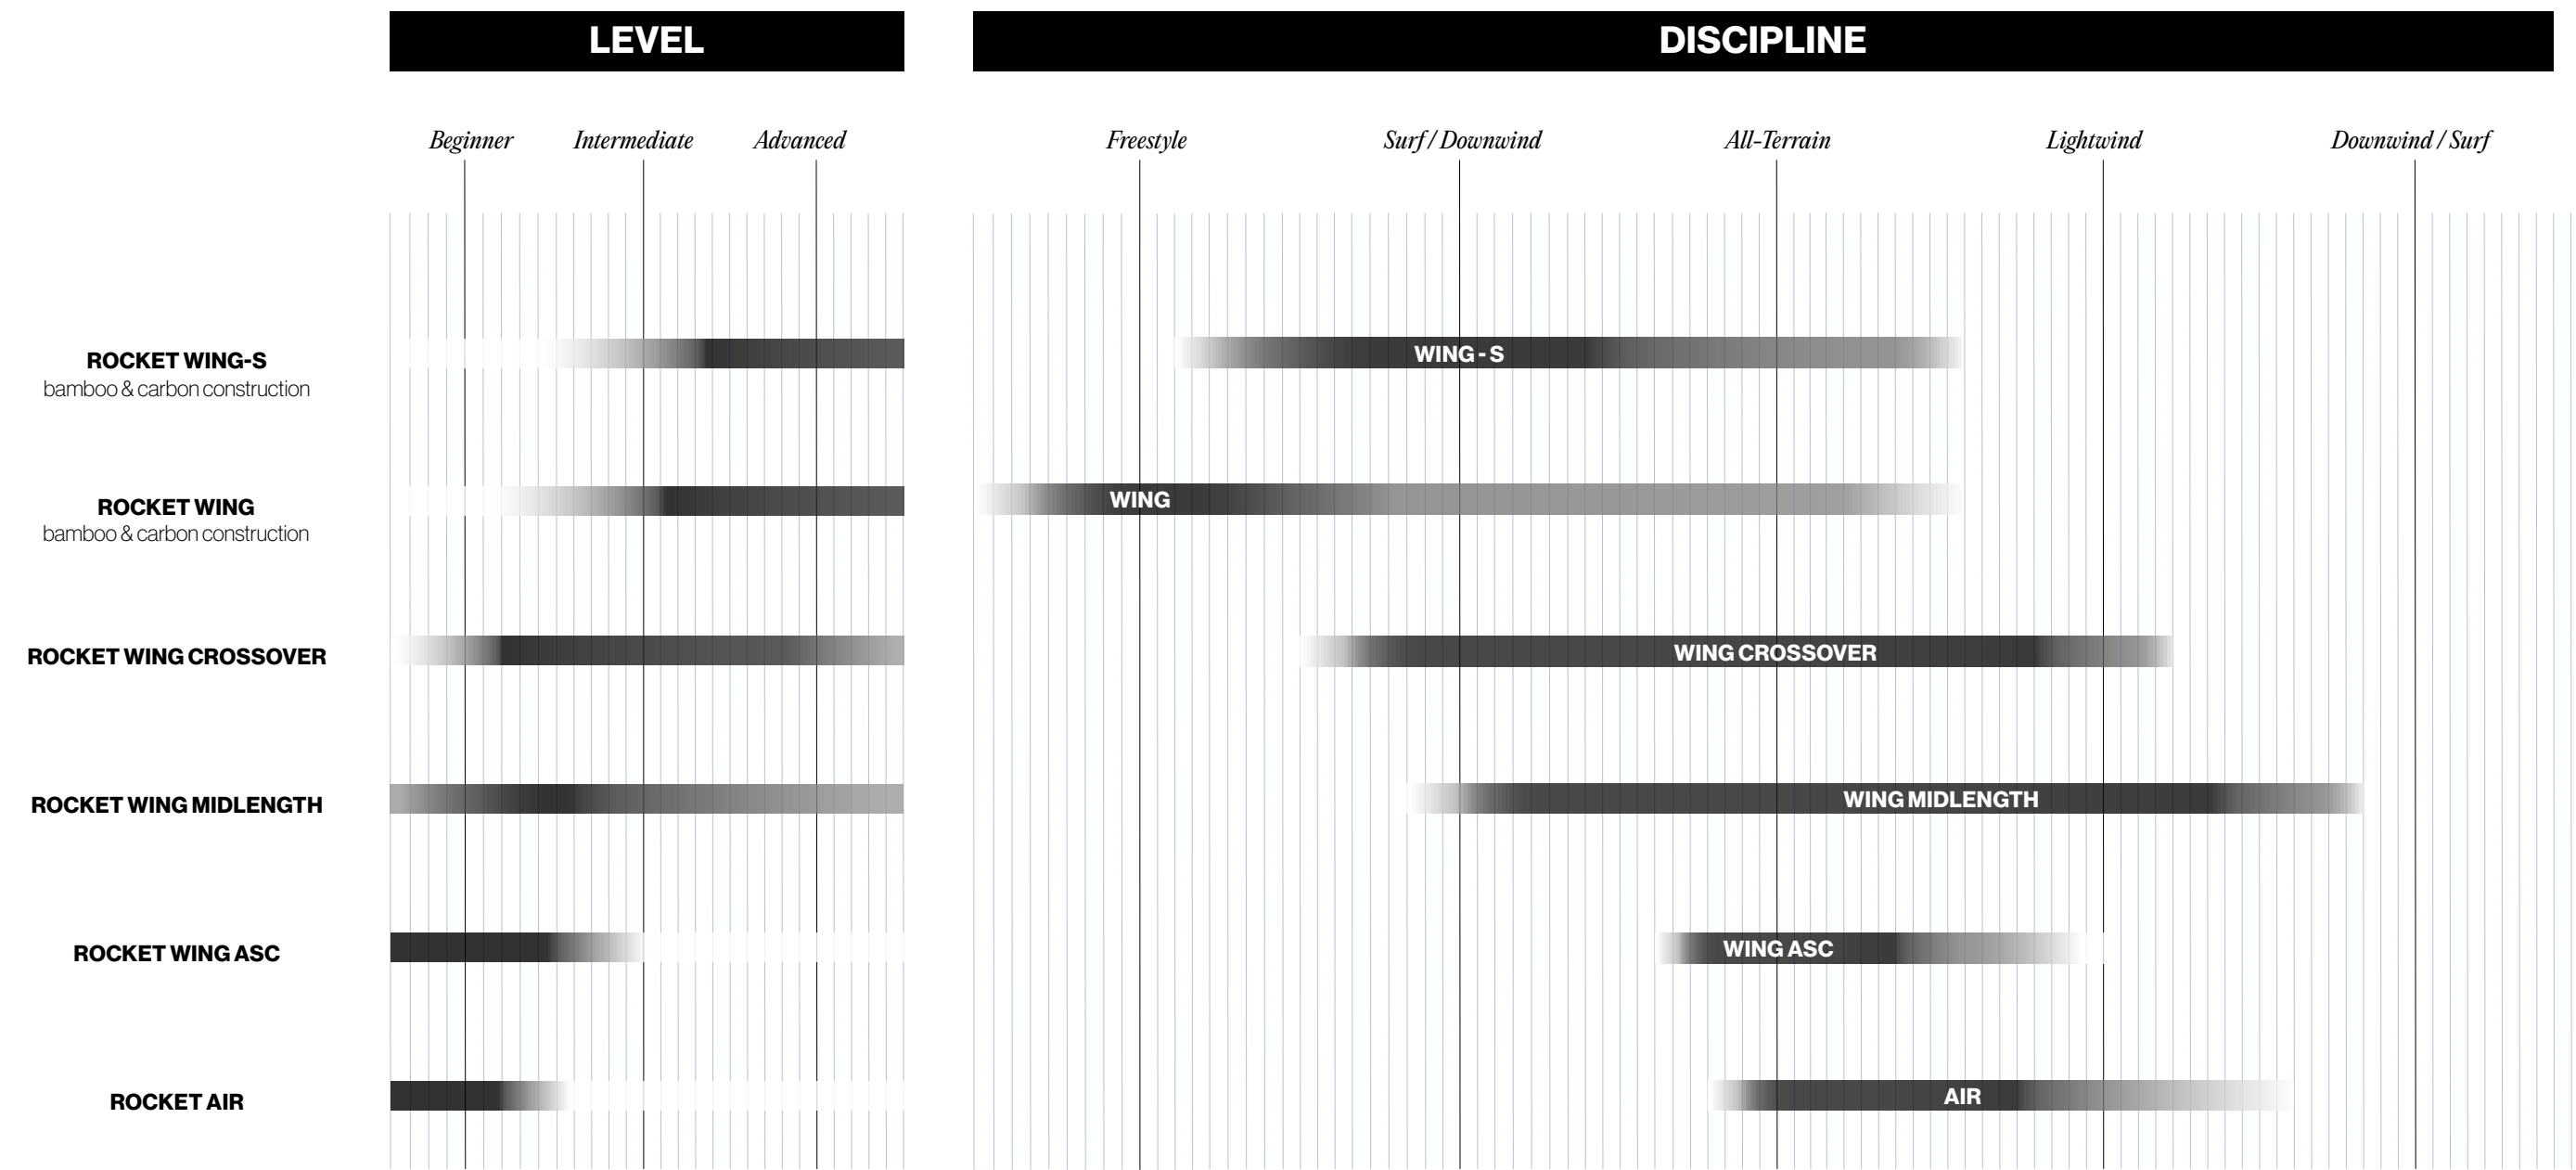 LEVEL
DISCIPLINE
Beginner
Intermediate
Advanced
Freestyle
Surf / Downwind
All-Terrain
Lightwind
Downwind / Surf
ROCKET WING-S
bamboo & carbon construction
WING - S
ROCKET WING
bamboo & carbon construction
WING
ROCKET WING CROSSOVER
WING CROSSOVER
ROCKET WING MIDLENGTH
WING MIDLENGTH
ROCKET WING ASC
WING ASC
ROCKET AIR
AIR